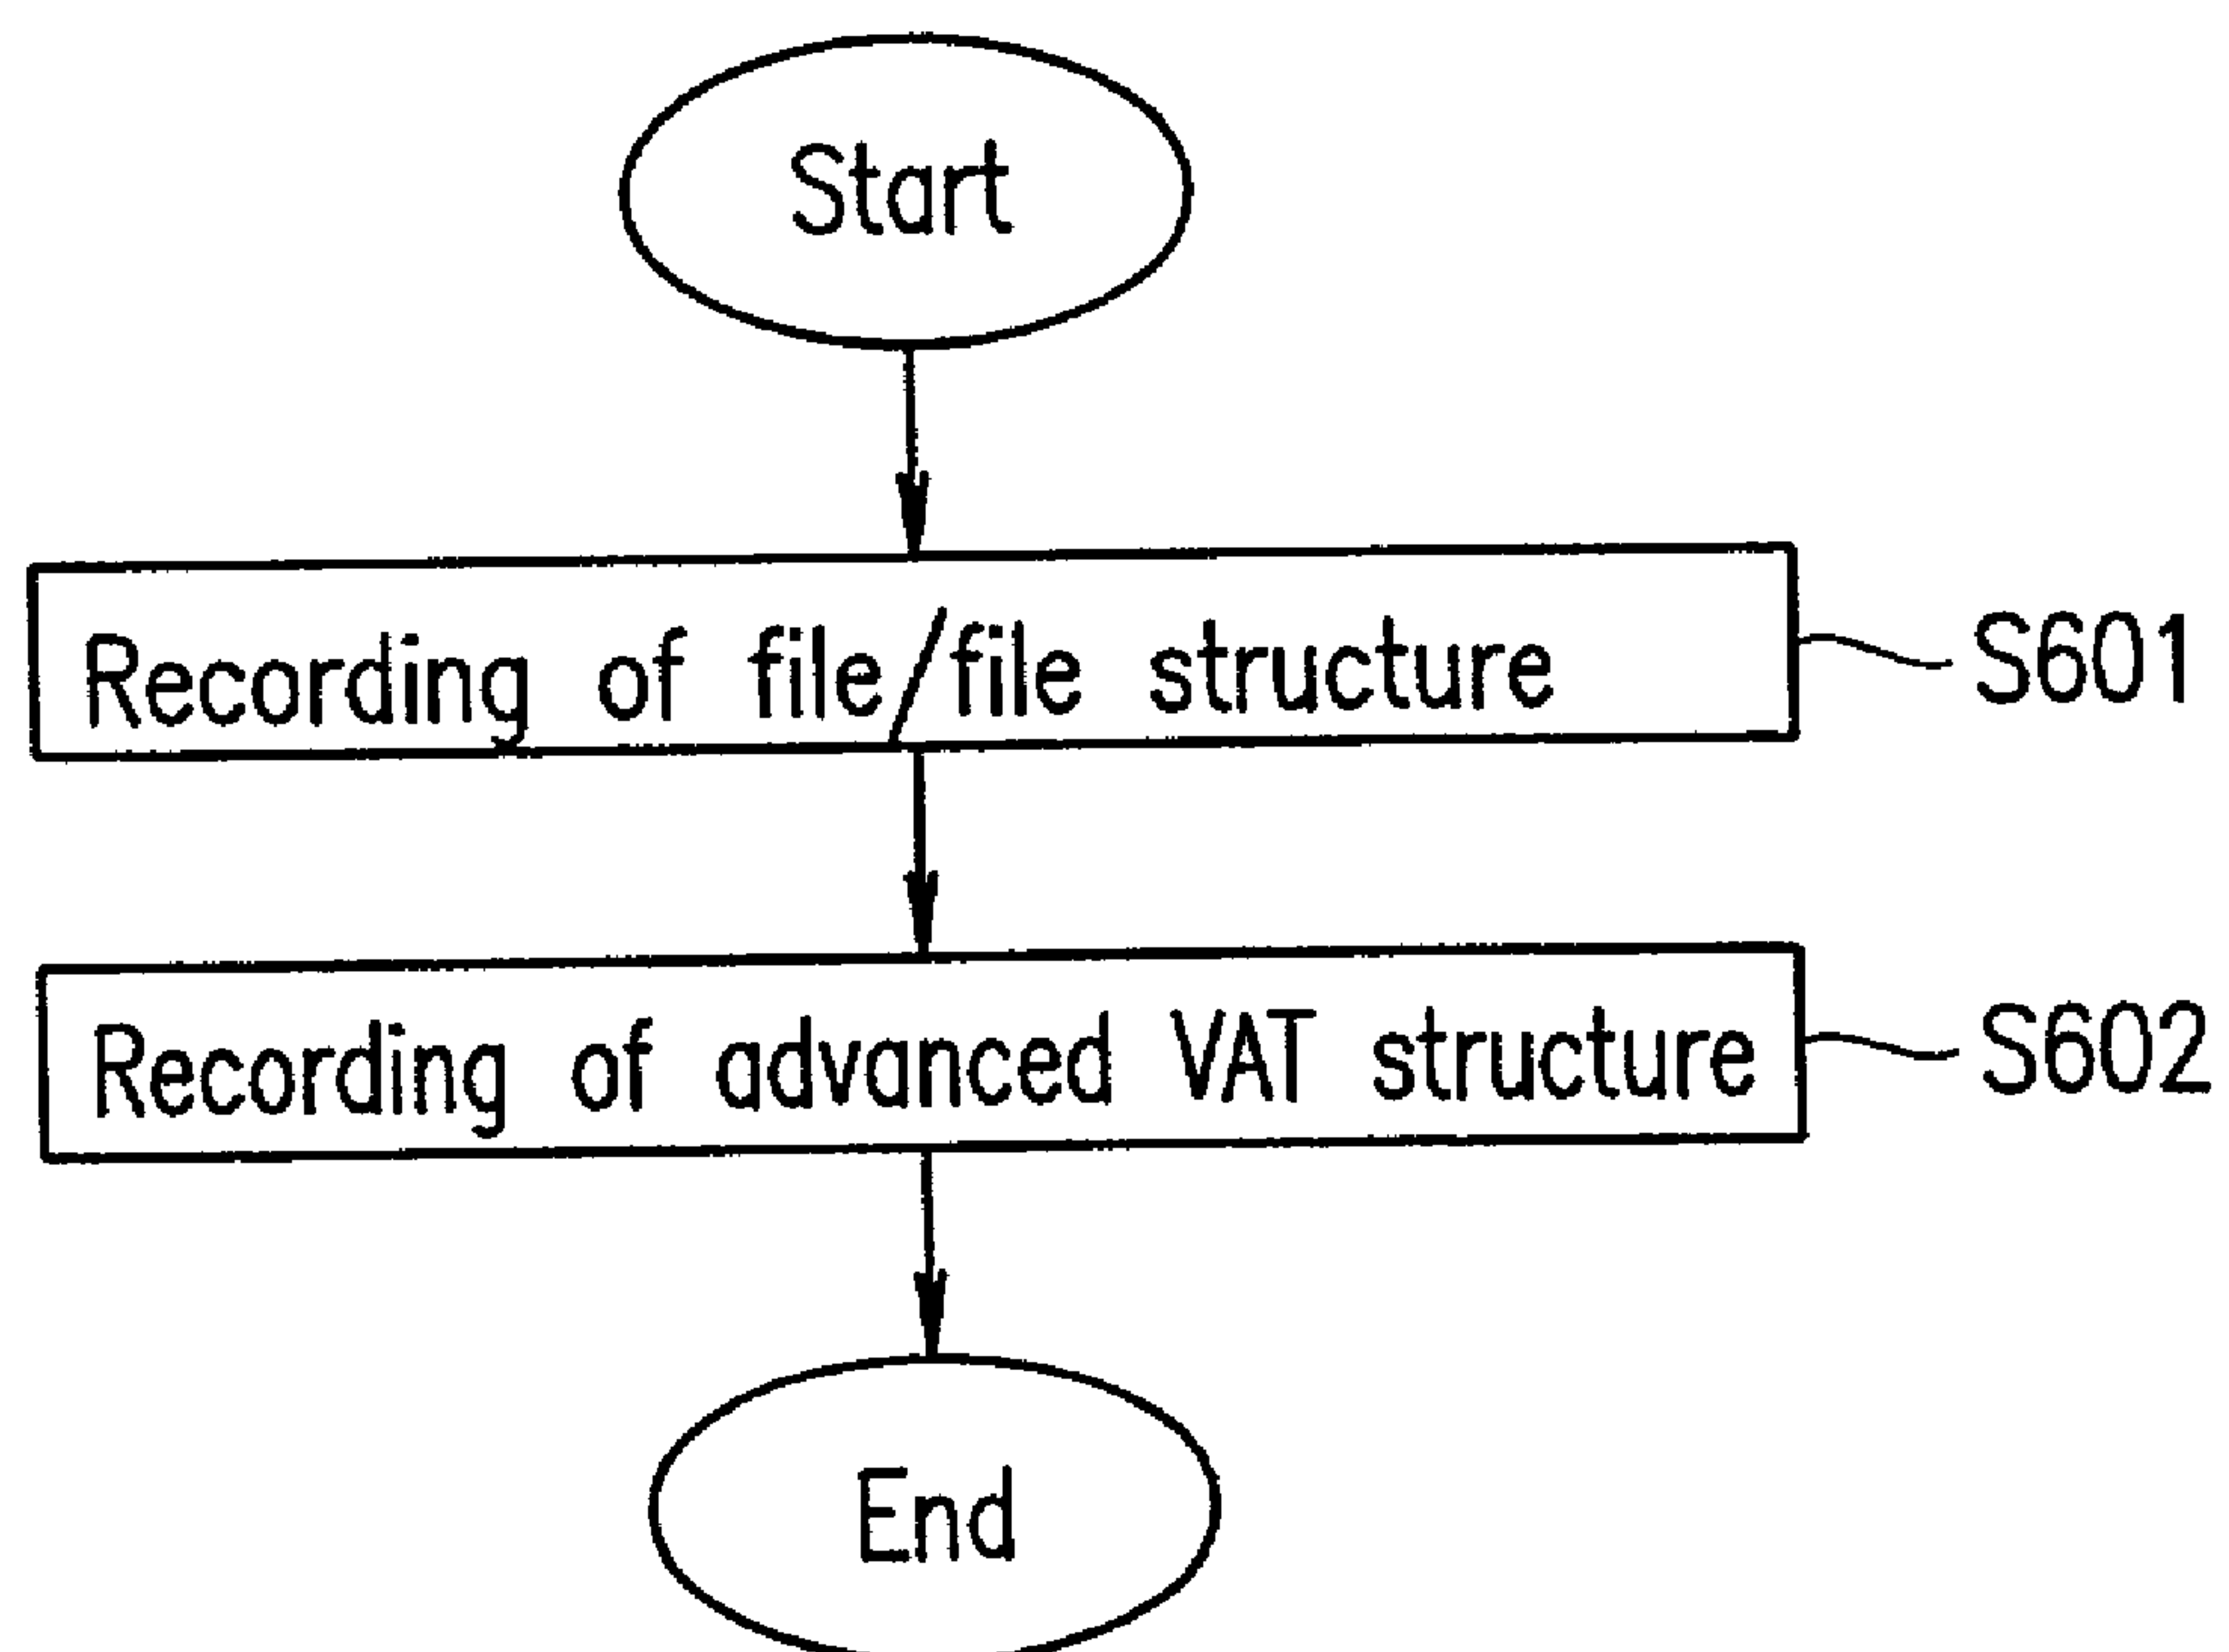 Start
Recording of file/file structure
S601
Recording of advanced VAT structure
S602
End